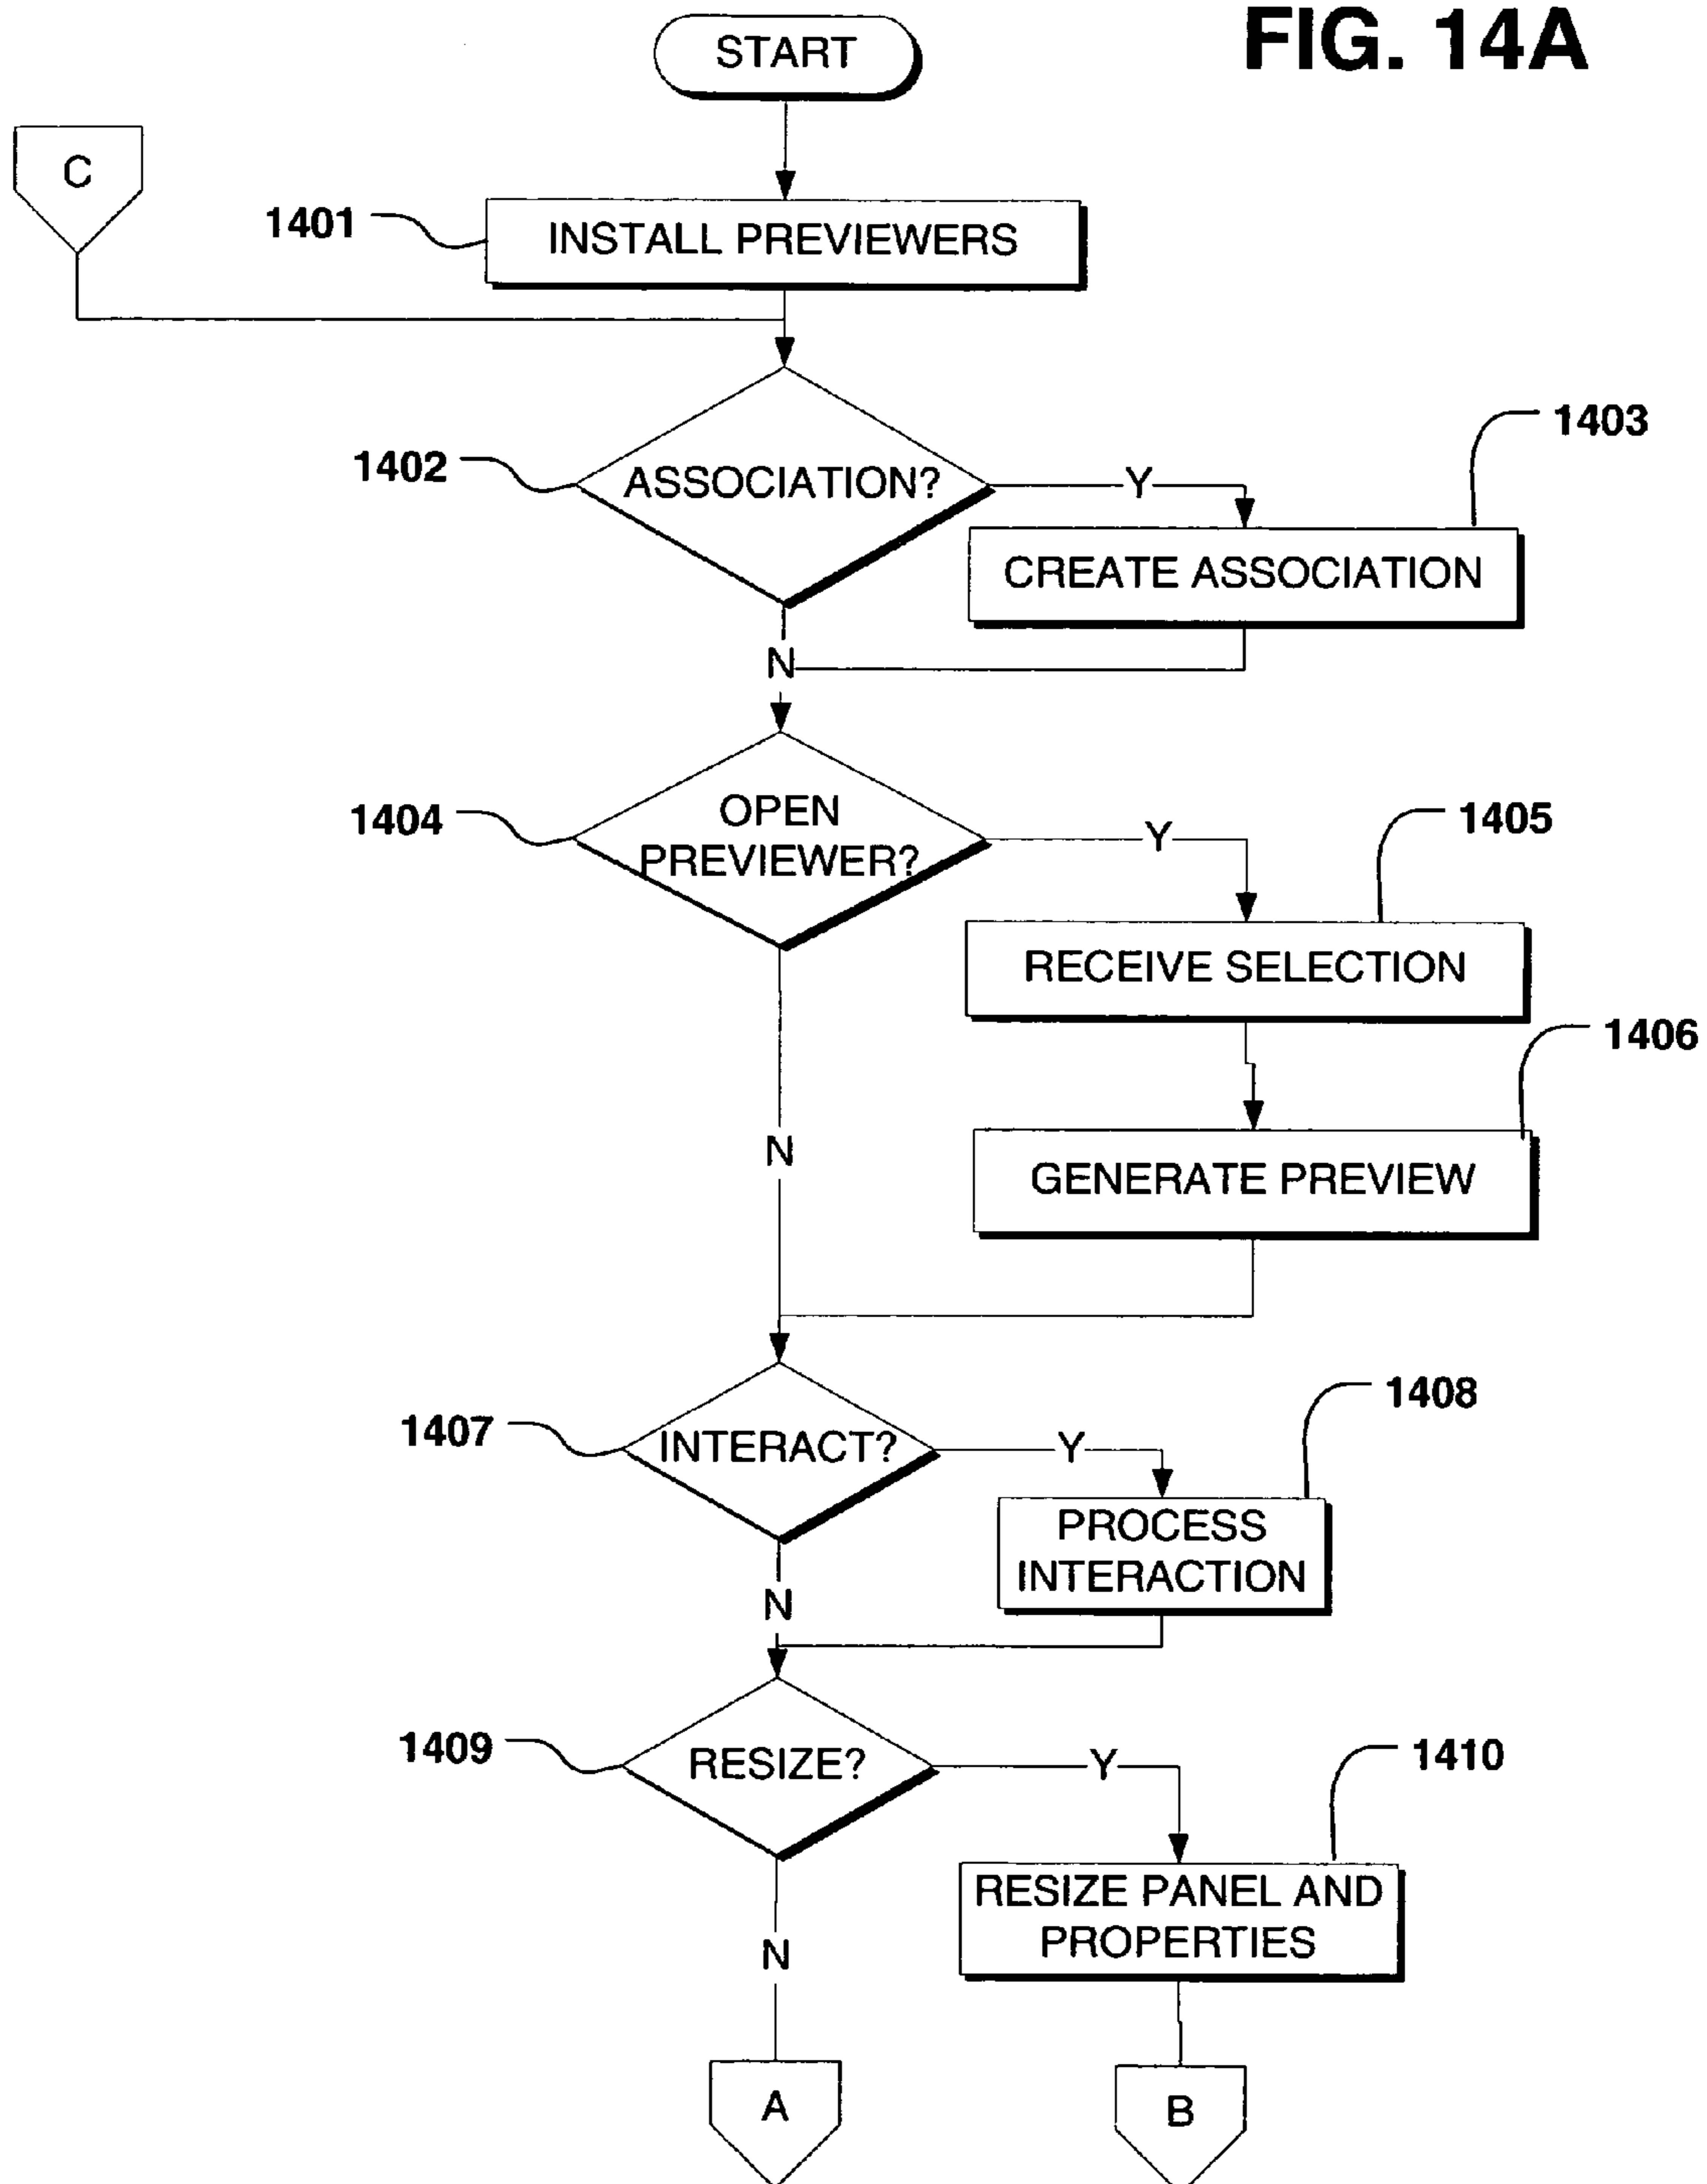 FIG. 14A
START
C
1401
INSTALL PREVIEWERS
1402
ASSOCIATION?
Y
1403
CREATE ASSOCIATION
N
1404
OPEN
PREVIEWER?
Y
1405
RECEIVE SELECTION
1406
GENERATE PREVIEW
N
1407
INTERACT?
Y
1408
PROCESS
INTERACTION
N
1409
RESIZE?
Y
1410
RESIZE PANEL AND
PROPERTIES
N
A
B